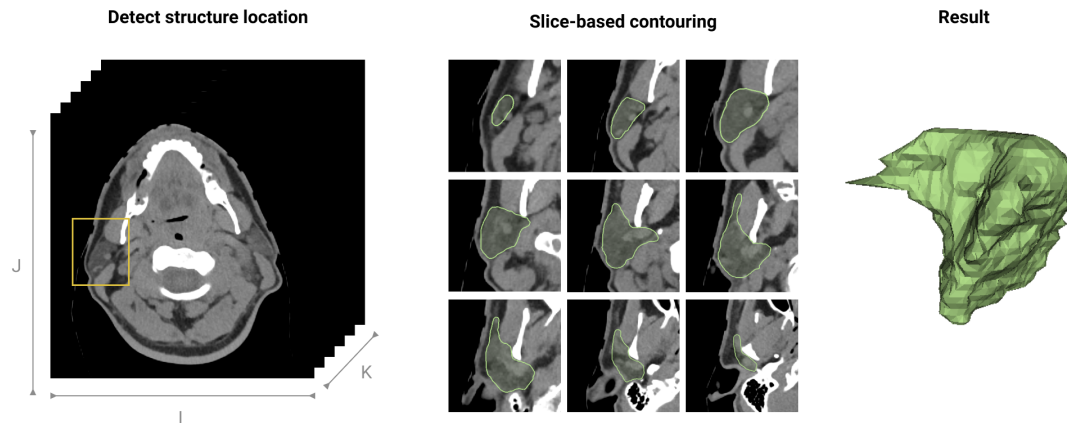 Detect structure location
Slice-based contouring
Result
J
K
I